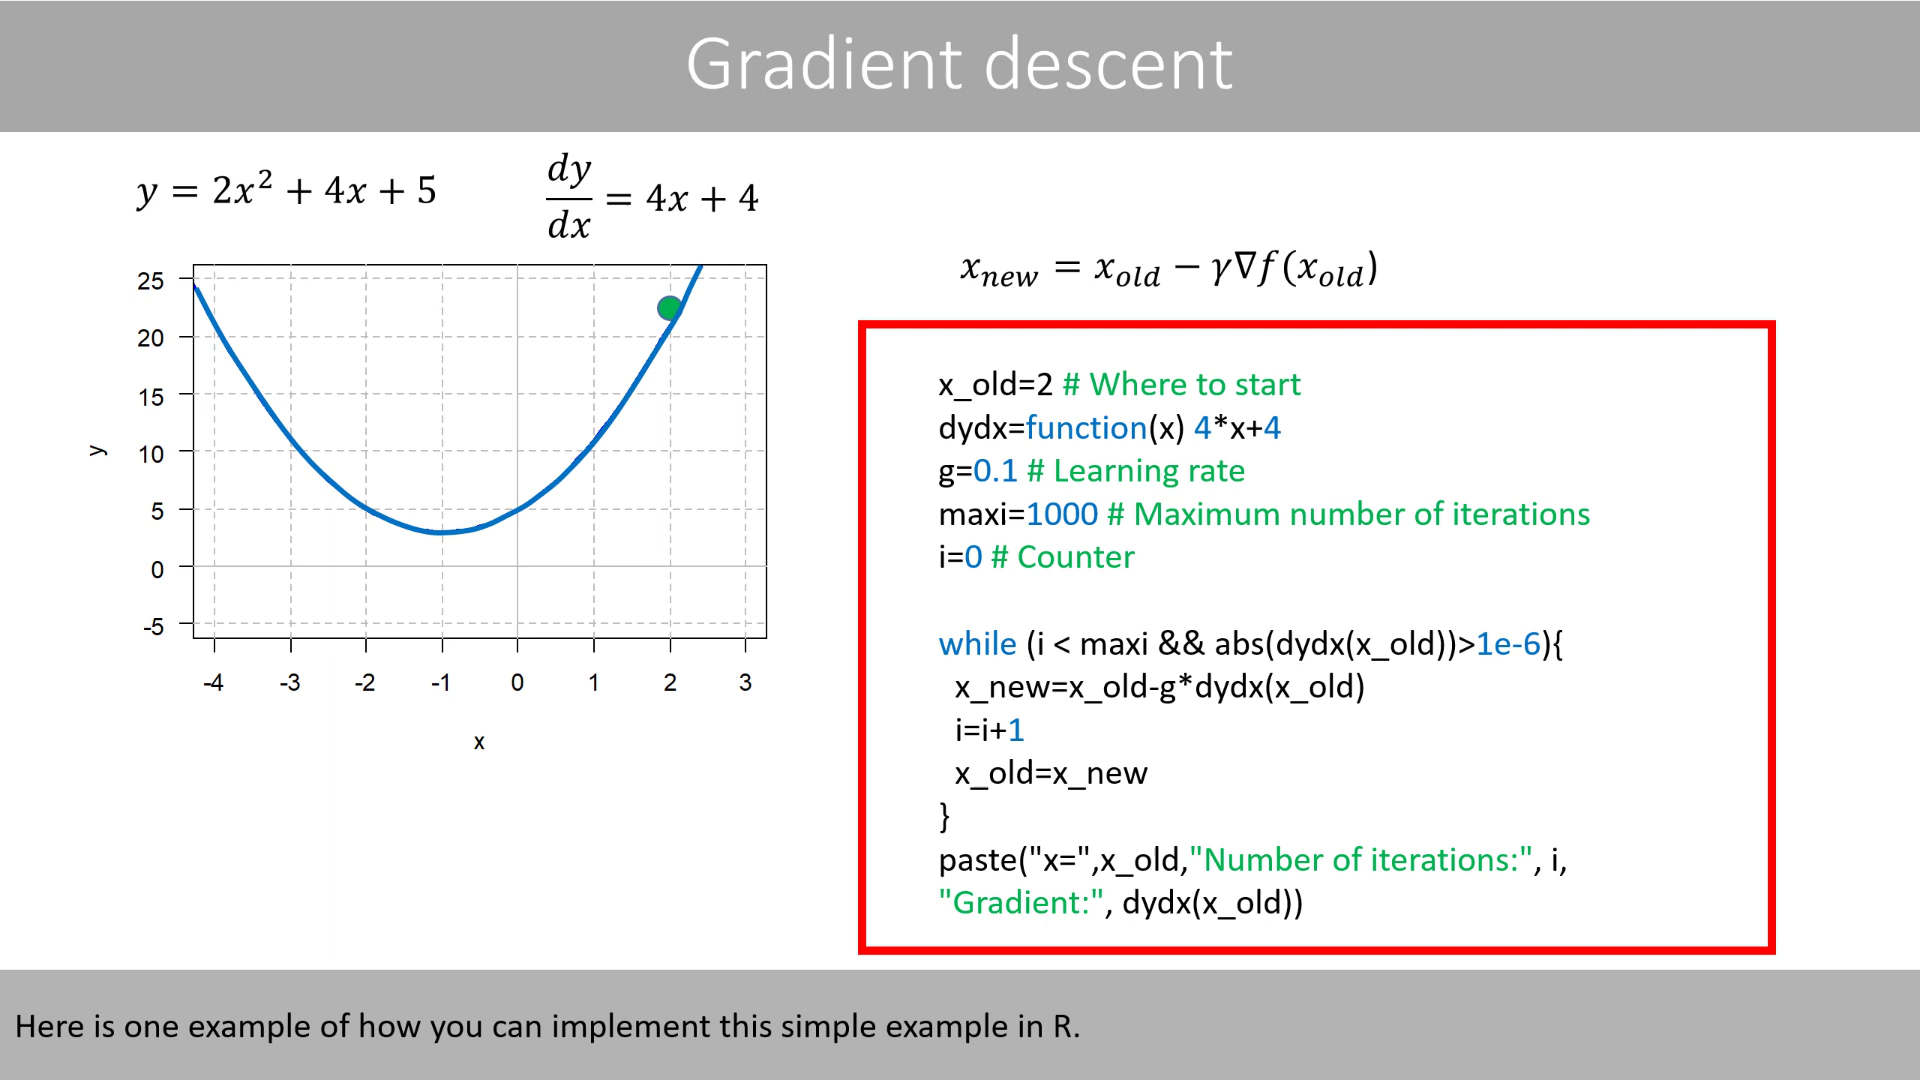 Gradient descent
y = 2x² + 4x + 5
dy/dx = 4x + 4
25
20
15
10
5
0
-5
y
-4 -3 -2 -1 0 1 2 3
x
x_new = x_old − γ∇f(x_old)
x_old=2 # Where to start
dydx=function(x) 4*x+4
g=0.1 # Learning rate
maxi=1000 # Maximum number of iterations
i=0 # Counter
while (i < maxi && abs(dydx(x_old))>1e-6){
x_new=x_old-g*dydx(x_old)
i=i+1
x_old=x_new
}
paste("x=",x_old,"Number of iterations:", i,
"Gradient:", dydx(x_old))
Here is one example of how you can implement this simple example in R.